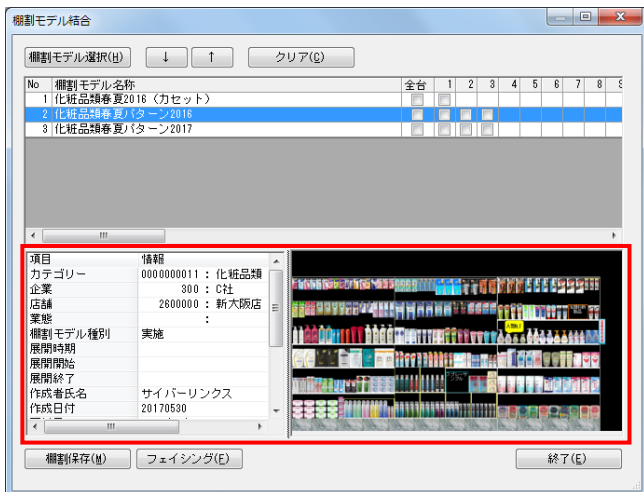 棚割モデル結合
棚割モデル選択(H) ↓ ↑ クリア(C)
No 棚割モデル名称 全台 1 2 3 4 5 6 7 8
1 化粧品類春夏2016（カセット）
2 化粧品類春夏パターン2016
3 化粧品類春夏パターン2017
項目 情報
カテゴリー 0000000011 : 化粧品類
企業 300 : C社
店舗 2600000 : 新大阪店
業態 :
棚割モデル種別 実施
展開時期
展開開始
展開終了
作成者氏名 サイバーリンクス
作成日付 20170530
棚割保存(M) フェイシング(F) 終了(E)